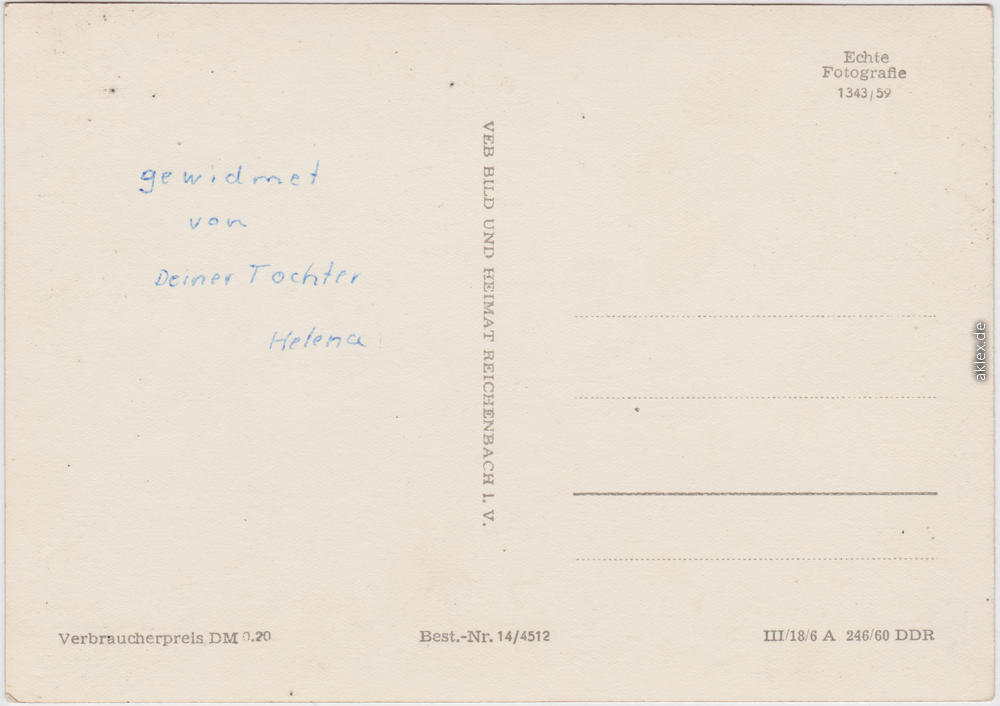 Echte
Fotografie
1343/59
gewidmet
von
Deiner Tochter
Helena
VEB BILD UND HEIMAT REICHENBACH I. V.
Verbraucherpreis DM 0.20
Best.-Nr. 14/4512
III/18/6 A 246/60 DDR
aklex.de